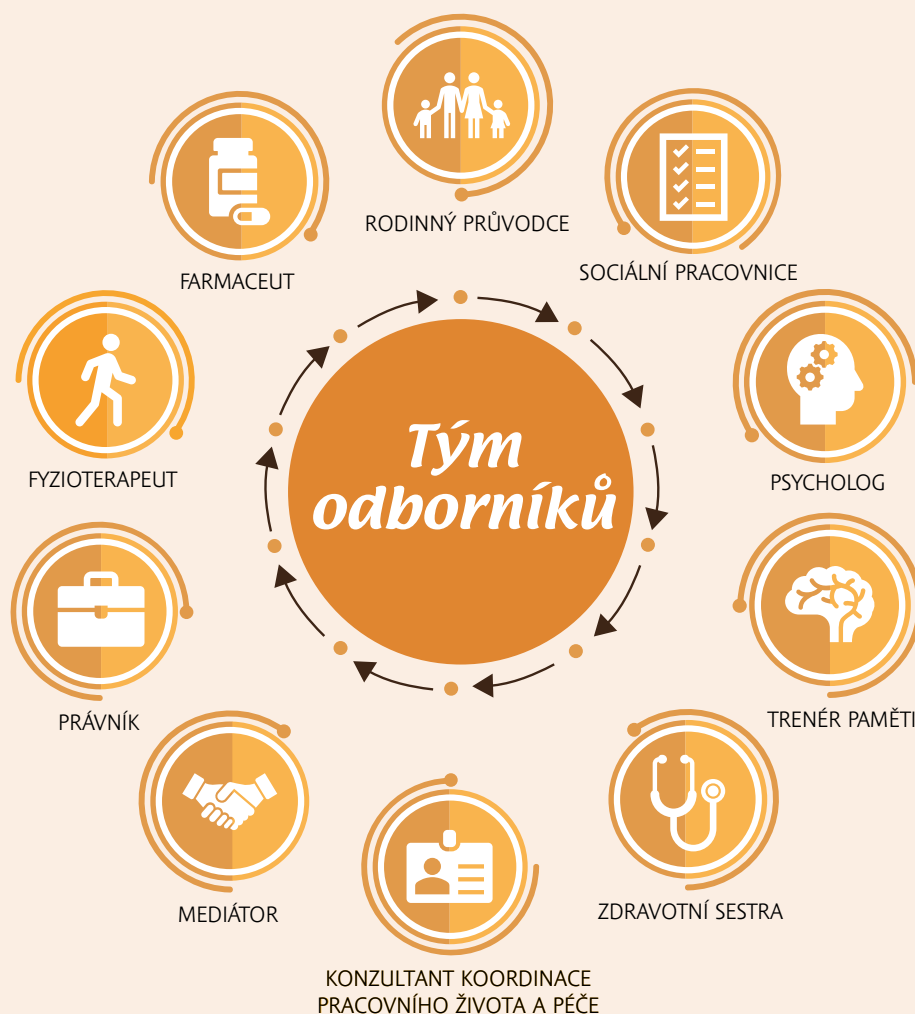 RODINNÝ PRŮVODCE
SOCIÁLNÍ PRACOVNICE
PSYCHOLOG
TRENÉR PAMĚTI
ZDRAVOTNÍ SESTRA
KONZULTANT KOORDINACE
PRACOVNÍHO ŽIVOTA A PÉČE
MEDIÁTOR
PRÁVNÍK
FYZIOTERAPEUT
FARMACEUT
Tým
odborníků